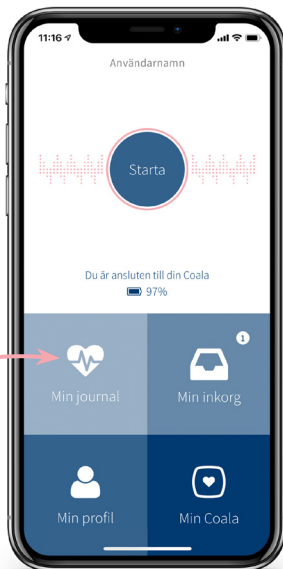 11:16
Användarnamn
Starta
Du är ansluten till din Coala
97%
Min journal
1
Min inkorg
Min profil
Min Coala